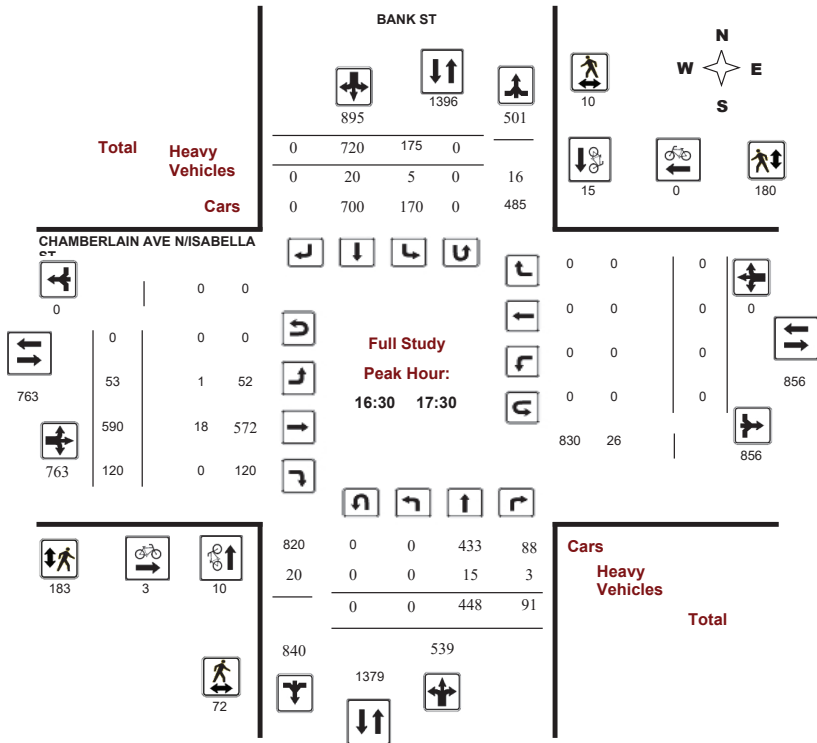 BANK ST
N
W E
S
895
1396
501
10
Total
Heavy
Vehicles
Cars
0 720 175 0
0 20 5 0 16
0 700 170 0 485
15 0 180
CHAMBERLAIN AVE N/ISABELLA
0
0 0
0 0 0
763
53 1 52
590 18 572
763
120 0 120
Full Study
Peak Hour:
16:30 17:30
0 0 0
0
0 0 0
0 0 0
856
0 0 0
830 26
856
820 0 0 433 88
20 0 0 15 3
0 0 448 91
840
539
1379
183 3 10
72
Cars
Heavy
Vehicles
Total